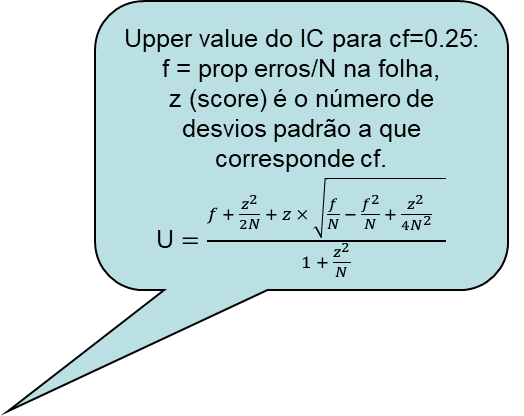 Upper value do IC para cf=0.25:
f = prop erros/N na folha,
z (score) é o número de
desvios padrão a que
corresponde cf.
U = (f + z²/2N + z × √(f/N − f²/N + z²/4N²)) / (1 + z²/N)